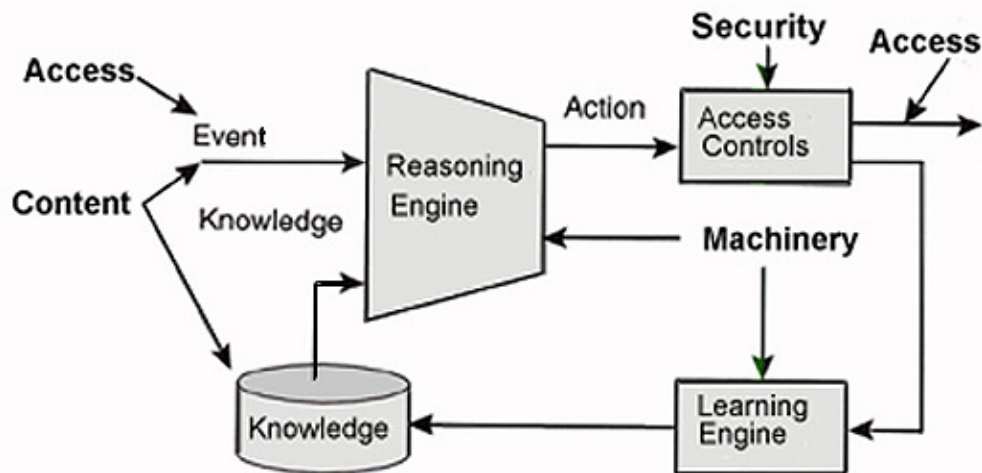 Security
Access
Access
Action
Event
Access
Controls
Reasoning
Engine
Content
Knowledge
Machinery
Knowledge
Learning
Engine